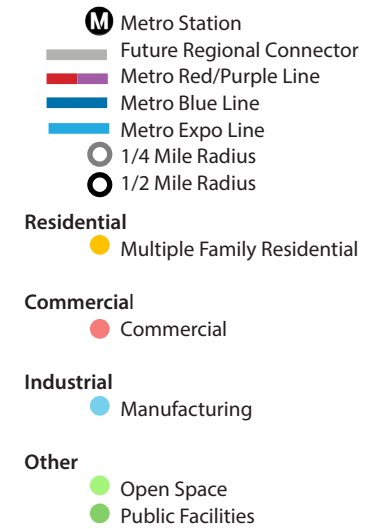 M Metro Station
Future Regional Connector
Metro Red/Purple Line
Metro Blue Line
Metro Expo Line
1/4 Mile Radius
1/2 Mile Radius
Residential
Multiple Family Residential
Commercial
Commercial
Industrial
Manufacturing
Other
Open Space
Public Facilities